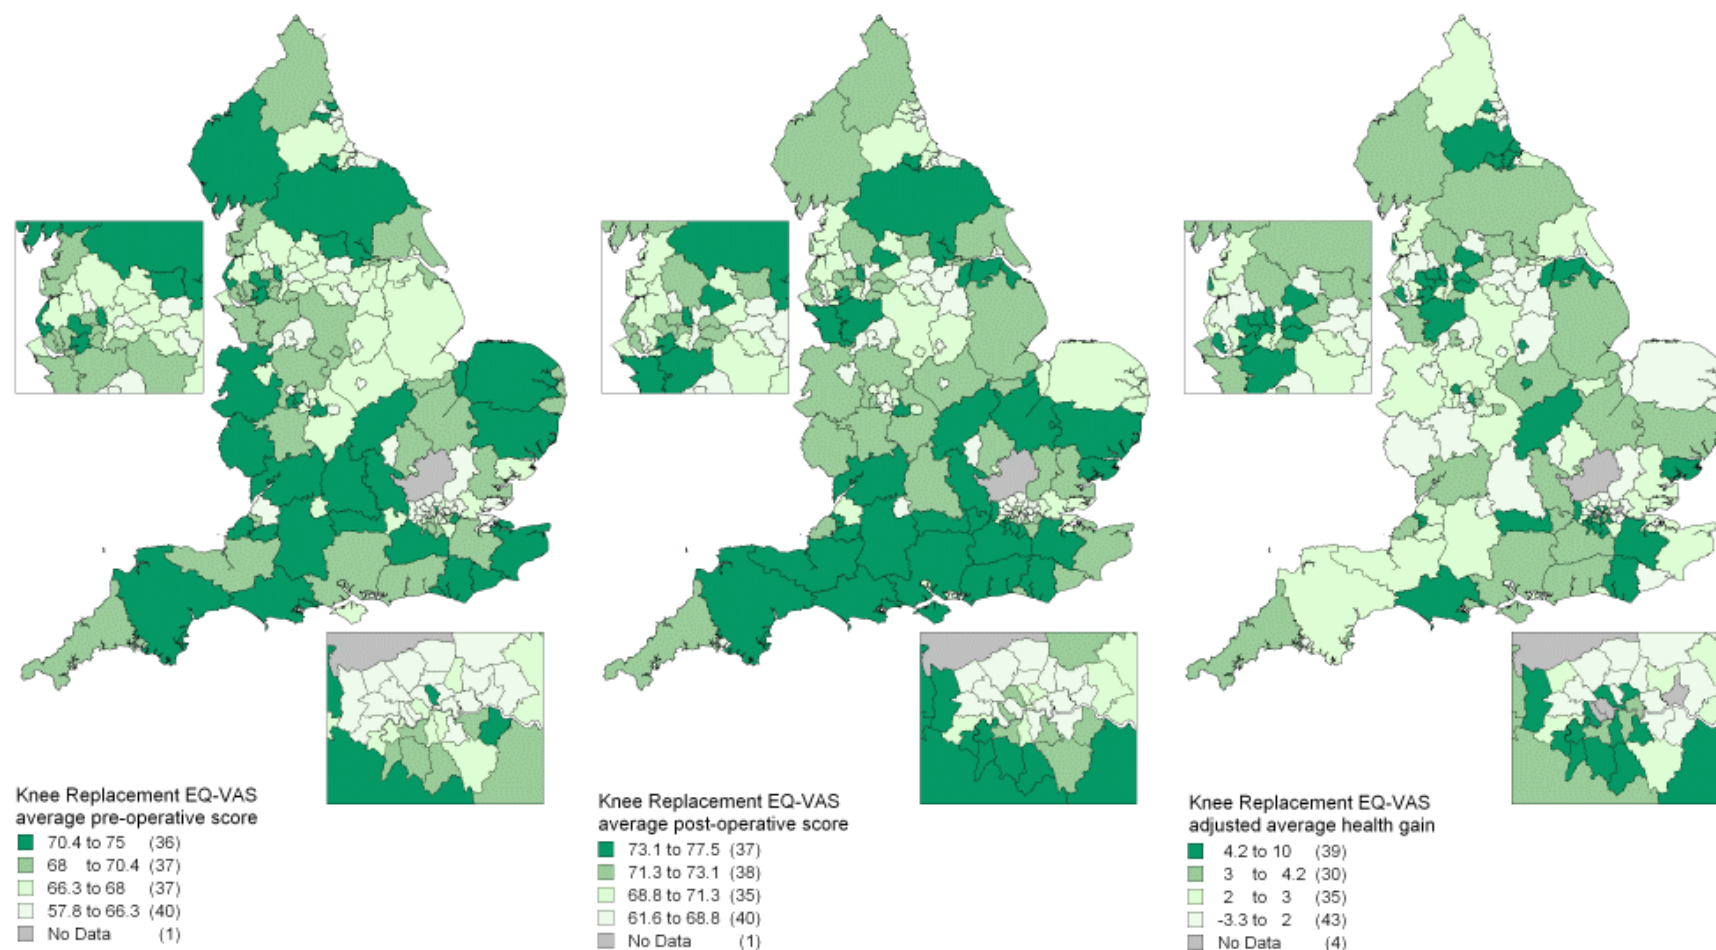 Knee Replacement EQ-VAS
average pre-operative score
70.4 to 75 (36)
68 to 70.4 (37)
66.3 to 68 (37)
57.8 to 66.3 (40)
No Data (1)
Knee Replacement EQ-VAS
average post-operative score
73.1 to 77.5 (37)
71.3 to 73.1 (38)
68.8 to 71.3 (35)
61.6 to 68.8 (40)
No Data (1)
Knee Replacement EQ-VAS
adjusted average health gain
4.2 to 10 (39)
3 to 4.2 (30)
2 to 3 (35)
-3.3 to 2 (43)
No Data (4)